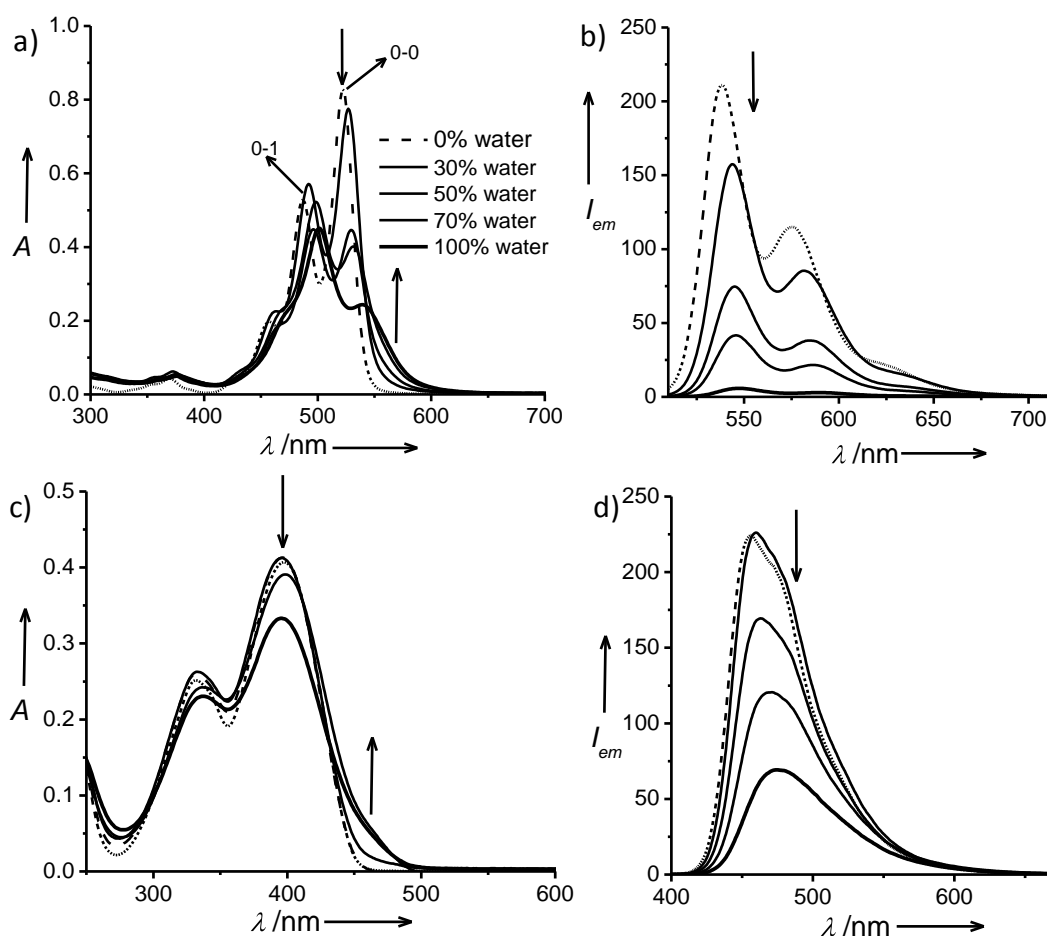 a)
1.0
0.8
0.6
0.4
0.2
0.0
A
300
400
500
600
700
λ /nm
0-1
0-0
0% water
30% water
50% water
70% water
100% water
b)
250
200
150
100
50
0
I em
550
600
650
700
λ /nm
c)
0.5
0.4
0.3
0.2
0.1
0.0
A
300
400
500
600
λ /nm
d)
250
200
150
100
50
0
I em
400
500
600
λ /nm